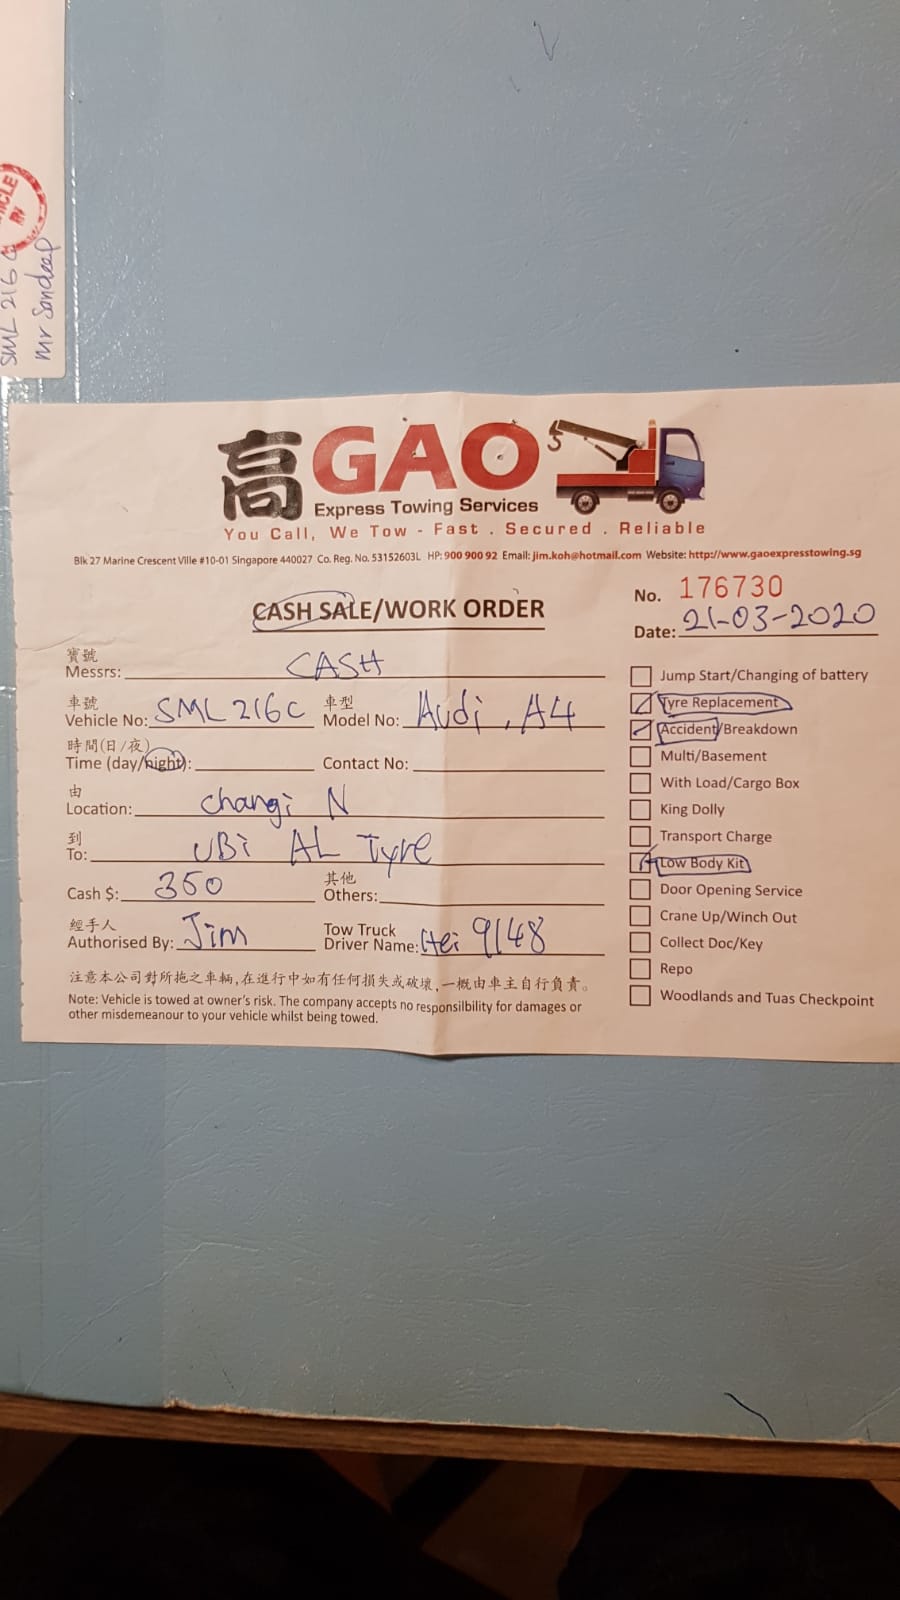 SML 216 C
Mr Sandeep
高 GAO
Express Towing Services
You Call, We Tow - Fast . Secured . Reliable
Blk 27 Marine Crescent Ville #10-01 Singapore 440027 Co. Reg. No. 53152603L HP: 900 900 92 Email: jim.koh@hotmail.com Website: http://www.gaoexpresstowing.sg
No. 176730
CASH SALE/WORK ORDER
Date: 21-03-2020
寶號
Messrs: CASH
車號 車型
Vehicle No: SML 216 C Model No: Audi, A4
時間(日/夜)
Time (day/night): Contact No:
由
Location: Changi N
到
To: UBi AL Tyre
Cash $: 350 其他 Others:
經手人
Authorised By: Jim Tow Truck Driver Name: Hei 9148
注意本公司對所拖之車輛,在進行中如有任何損失或破壞,一概由車主自行負責。
Note: Vehicle is towed at owner's risk. The company accepts no responsilbility for damages or
other misdemeanour to your vehicle whilst being towed.
Jump Start/Changing of battery
Tyre Replacement
Accident/Breakdown
Multi/Basement
With Load/Cargo Box
King Dolly
Transport Charge
Low Body Kit
Door Opening Service
Crane Up/Winch Out
Collect Doc/Key
Repo
Woodlands and Tuas Checkpoint